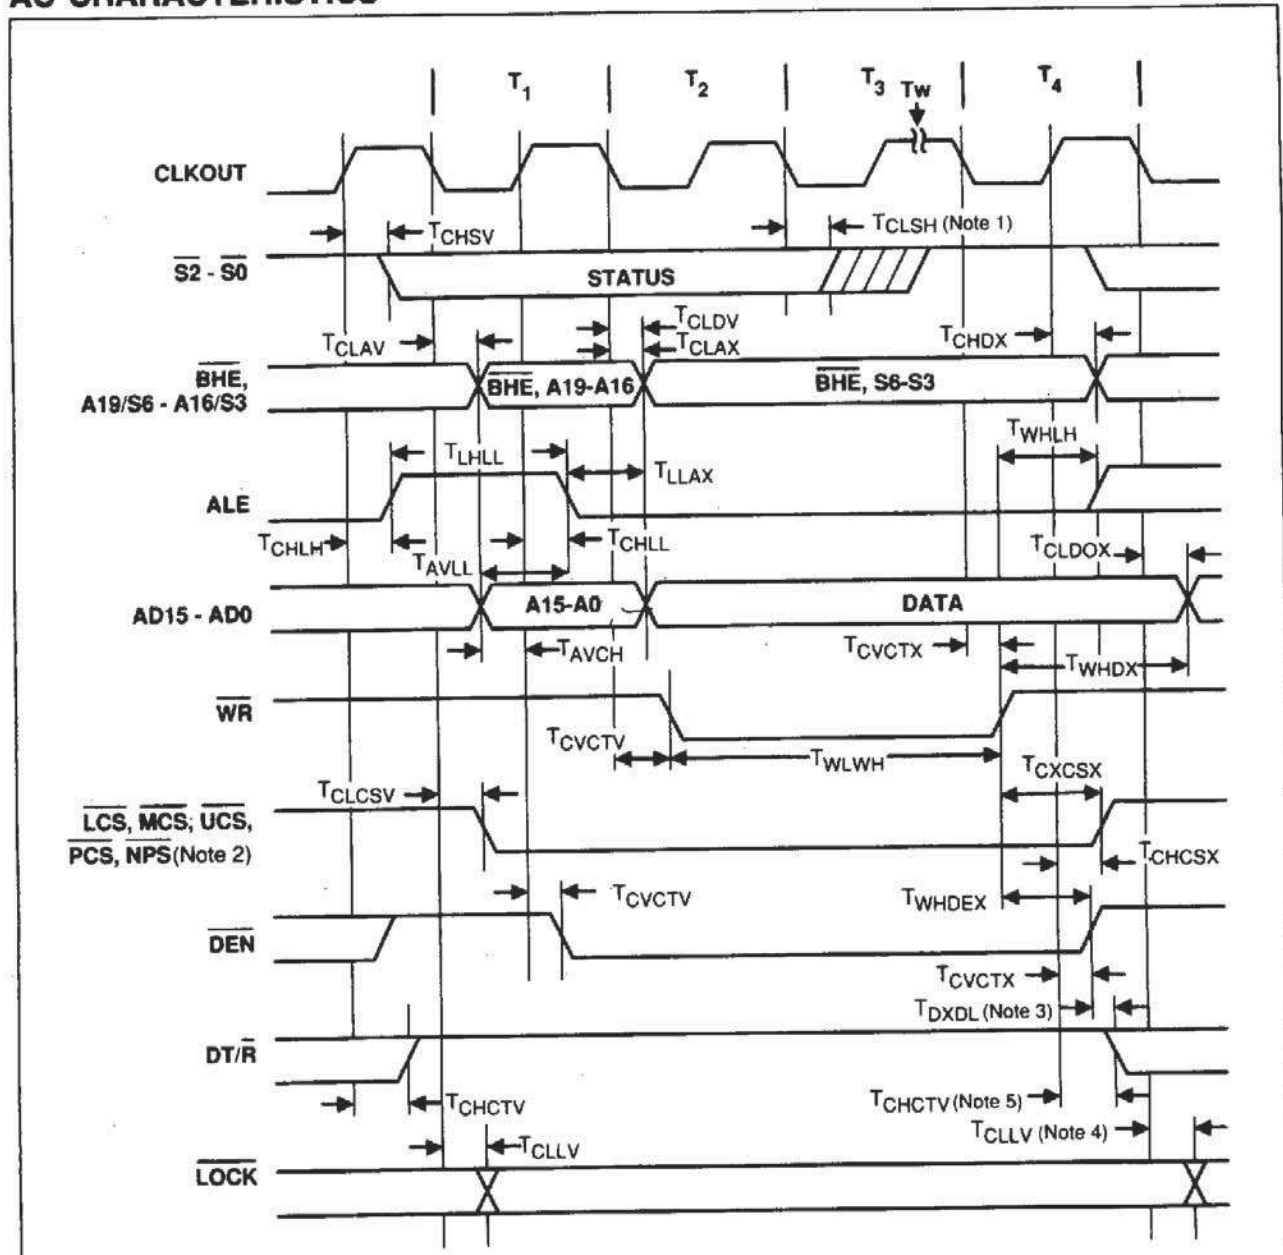 AC CHARACTERISTICS
T1 T2 T3 Tw T4
CLKOUT
TCHSV TCLSH (Note 1)
S2 - S0 STATUS
TCLDV
TCLAV TCLAX TCHDX
BHE, A19/S6 - A16/S3
BHE, A19-A16 BHE, S6-S3
TWHLH
TLHLL TLLAX
ALE
TCHLH TCHLL TCLDOX
TAVLL
AD15 - AD0 A15-A0 DATA
TAVCH TCVCTX TWHDX
WR
TCVCTV TWLWH TCXCSX
TCLCSV
LCS, MCS; UCS,
PCS, NPS (Note 2)
TCHCSX
TCVCTV TWHDEX
DEN
TCVCTX
TDXDL (Note 3)
DT/R
TCHCTV TCHCTV (Note 5)
TCLLV TCLLV (Note 4)
LOCK